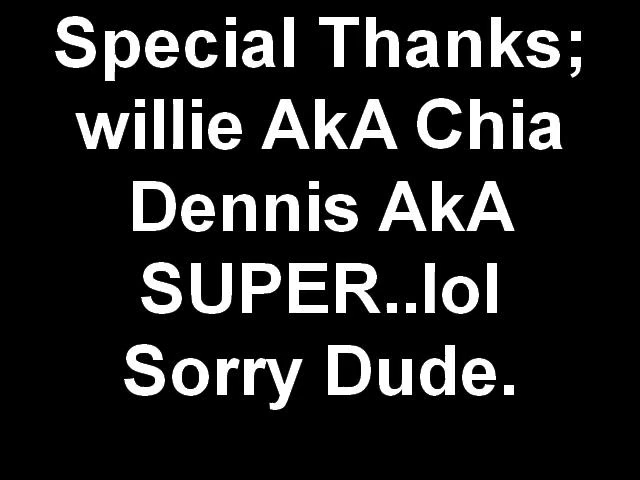 Special Thanks;
willie AkA Chia
Dennis AkA
SUPER..lol
Sorry Dude.